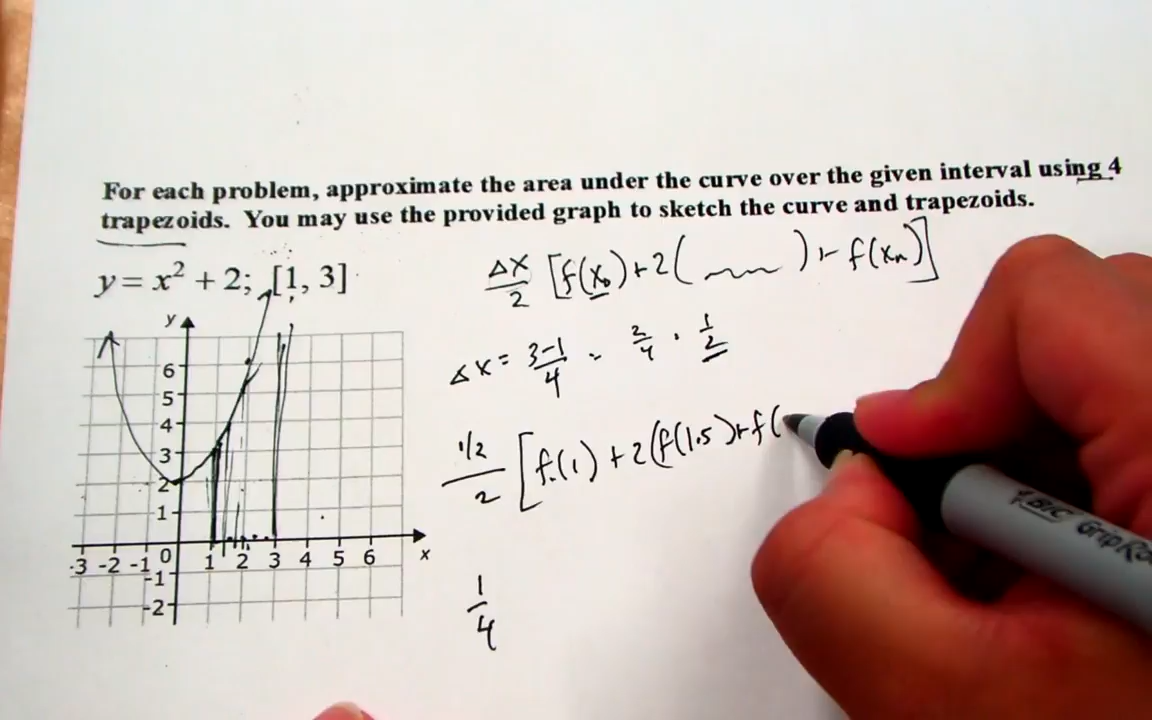 For each problem, approximate the area under the curve over the given interval using 4
trapezoids. You may use the provided graph to sketch the curve and trapezoids.
y = x² + 2; [1, 3]
Δx/2 [f(x₀)+2( ) + f(xₙ)]
Δx = 3-1/4 = 2/4 = 1/2
1/2/2 [f(1) + 2(f(1.5)+f(
1/4
y
6
5
4
3
2
1
-3 -2 -1 0 1 2 3 4 5 6 x
-1
-2
BIC Grip